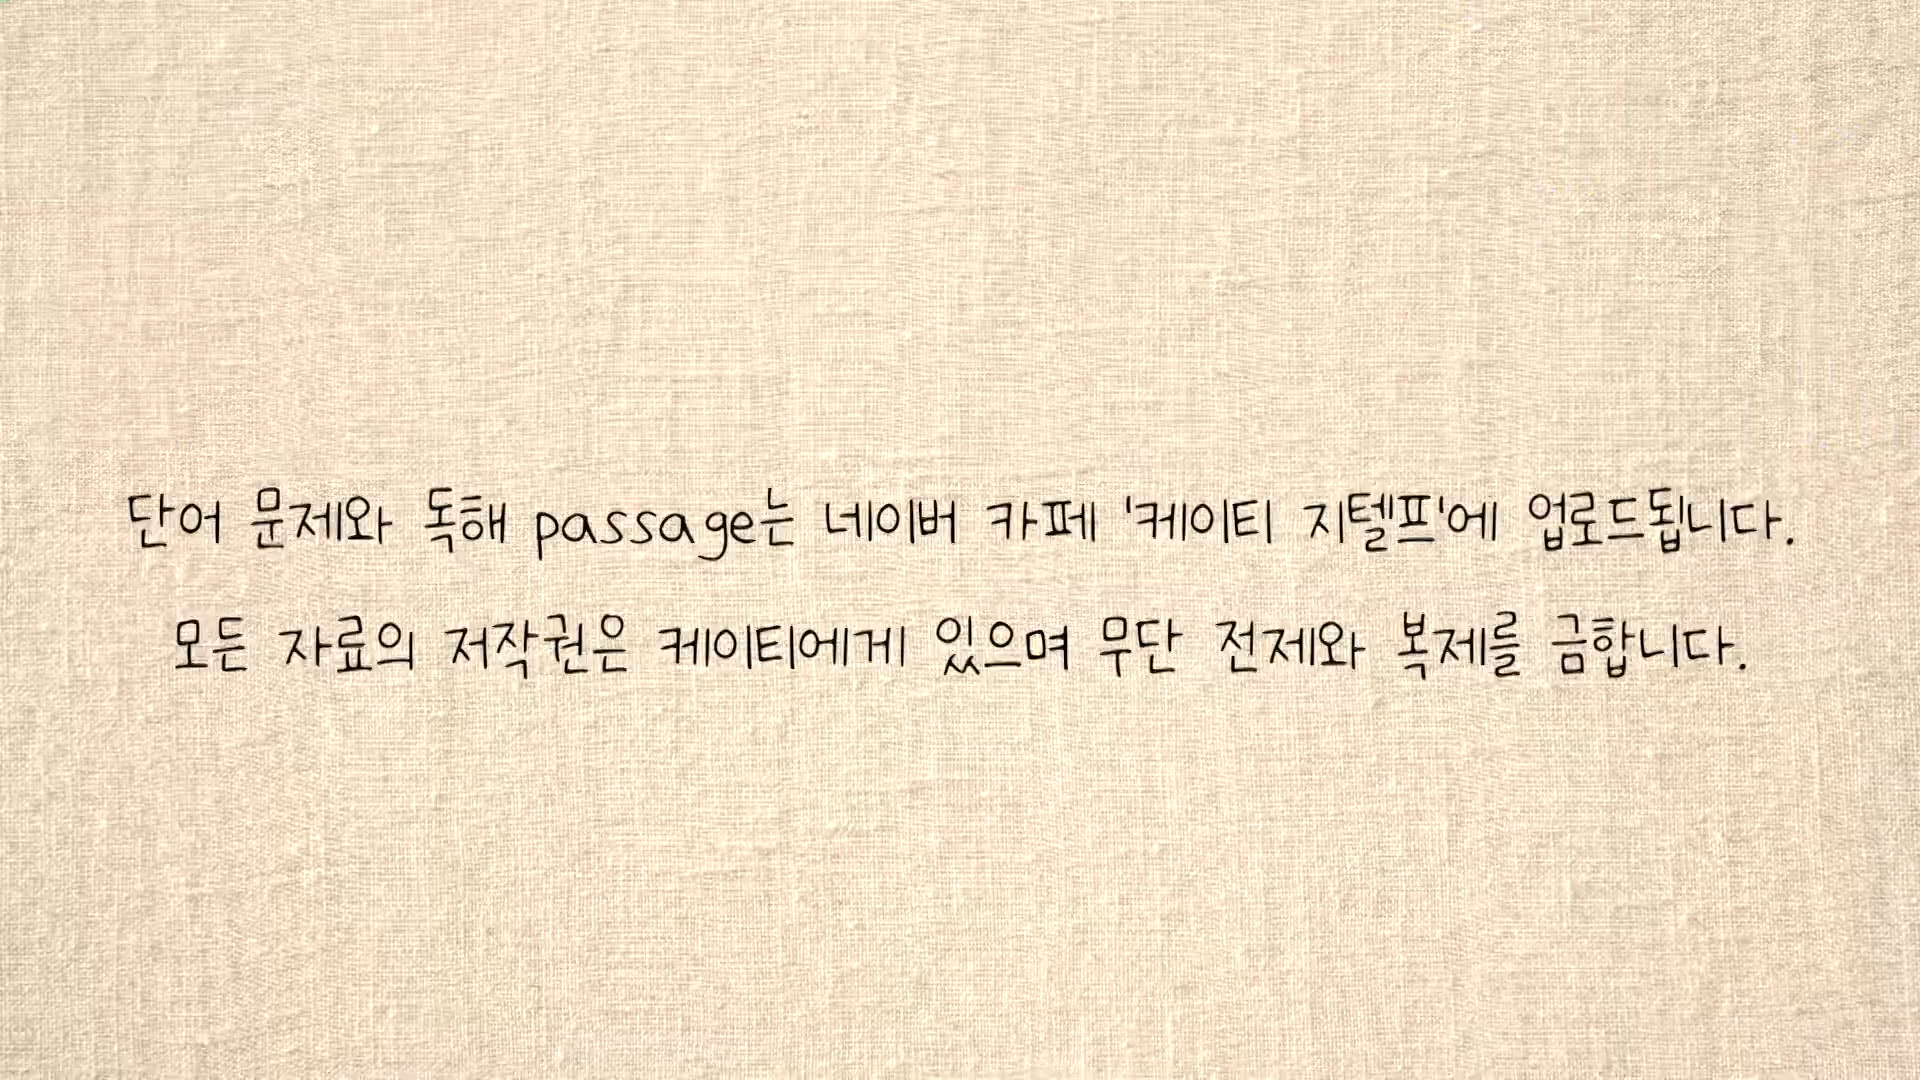 단어 문제와 독해 passage는 네이버 카페 '케이티 지텔프'에 업로드됩니다.
모든 자료의 저작권은 케이티에게 있으며 무단 전제와 복제를 금합니다.